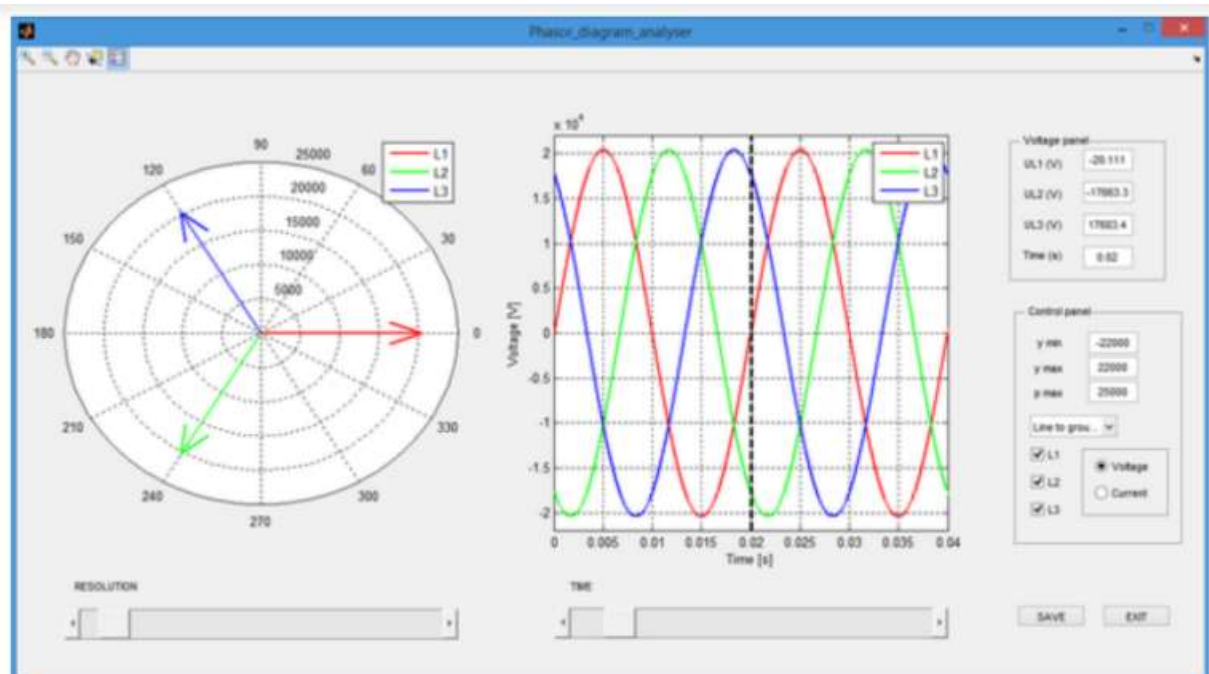 Phasor_diagram_analyser
90
120
60
150
30
180
0
210
330
240
300
270
25000
20000
15000
10000
5000
L1
L2
L3
x 10^4
2
1.5
1
0.5
0
-0.5
-1
-1.5
-2
Voltage [V]
0 0.005 0.01 0.015 0.02 0.025 0.03 0.035 0.04
Time [s]
L1
L2
L3
Voltage panel
UL1 (V) -20.111
UL2 (V) -17663.3
UL3 (V) 17683.4
Time (s) 0.02
Control panel
y min -22000
y max 22000
p max 25000
Line to grou...
L1
L2
L3
Voltage
Current
RESOLUTION
TIME
SAVE EXIT